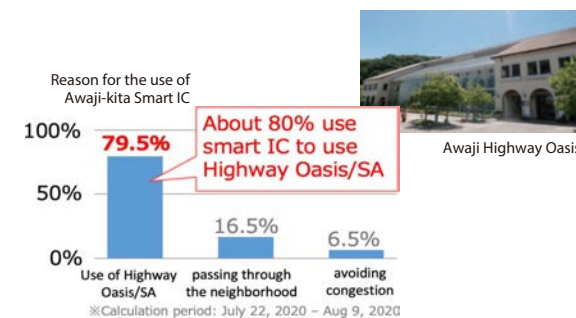 Reason for the use of
Awaji-kita Smart IC
100%
79.5%
About 80% use
smart IC to use
Highway Oasis/SA
Awaji Highway Oasis
50%
16.5%
6.5%
0%
Use of Highway
Oasis/SA
passing through
the neighborhood
avoiding
congestion
※Calculation period: July 22, 2020 – Aug 9, 2020